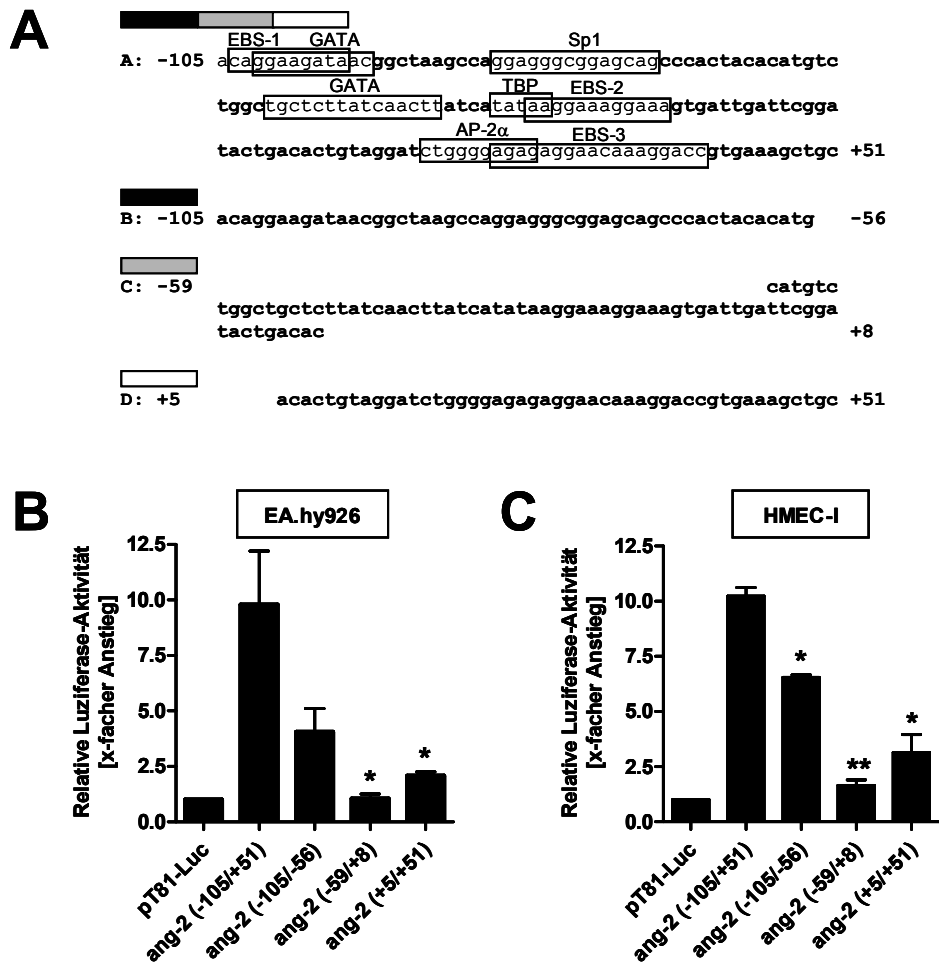 A
EBS-1 GATA Sp1
A: -105 acaggaagataacggctaagccaggagggcggagcagcccactacacatgtc
GATA TBP EBS-2
tggctgctcttatcaacttatcatataaggaaaggaaagtgattgattcgga
AP-2α EBS-3
tactgacactgtaggatctggggagagaggaacaaaggaccgtgaaagctgc +51
B: -105 acaggaagataacggctaagccaggagggcggagcagcccactacacatg -56
C: -59 catgtc
tggctgctcttatcaacttatcatataaggaaaggaaagtgattgattcgga
tactgacac +8
D: +5 acactgtaggatctggggagagaggaacaaaggaccgtgaaagctgc +51
B
EA.hy926
Relative Luziferase-Aktivität
[x-facher Anstieg]
12.5
10.0
7.5
5.0
2.5
0.0
*
*
pT81-Luc
ang-2 (-105/+51)
ang-2 (-105/-56)
ang-2 (-59/+8)
ang-2 (+5/+51)
C
HMEC-I
Relative Luziferase-Aktivität
[x-facher Anstieg]
12.5
10.0
7.5
5.0
2.5
0.0
*
**
*
pT81-Luc
ang-2 (-105/+51)
ang-2 (-105/-56)
ang-2 (-59/+8)
ang-2 (+5/+51)